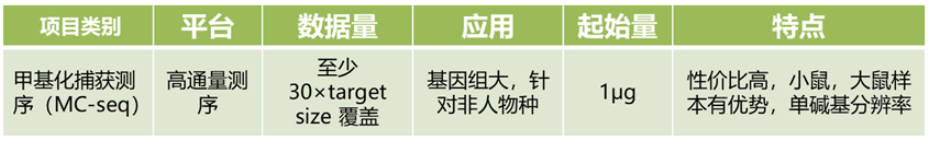 项目类别
平台
数据量
应用
起始量
特点
甲基化捕获测
序（MC-seq）
高通量测
序
至少
30×target
size 覆盖
基因组大，针
对非人物种
1μg
性价比高，小鼠，大鼠样
本有优势，单碱基分辨率